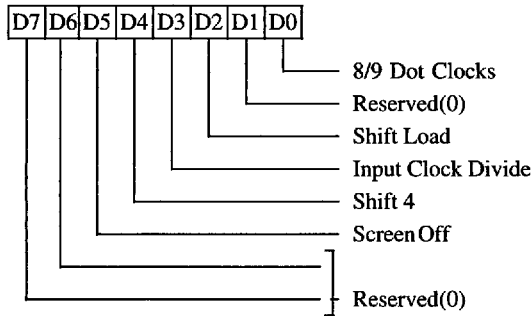 D7 D6 D5 D4 D3 D2 D1 D0
8/9 Dot Clocks
Reserved(0)
Shift Load
Input Clock Divide
Shift 4
Screen Off
Reserved(0)